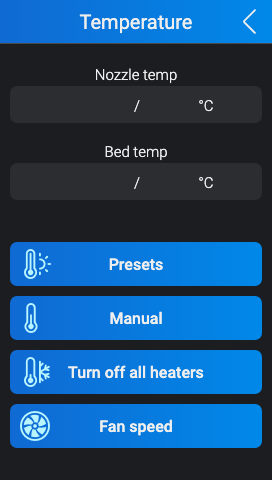 Temperature
Nozzle temp
/ °C
Bed temp
/ °C
Presets
Manual
Turn off all heaters
Fan speed